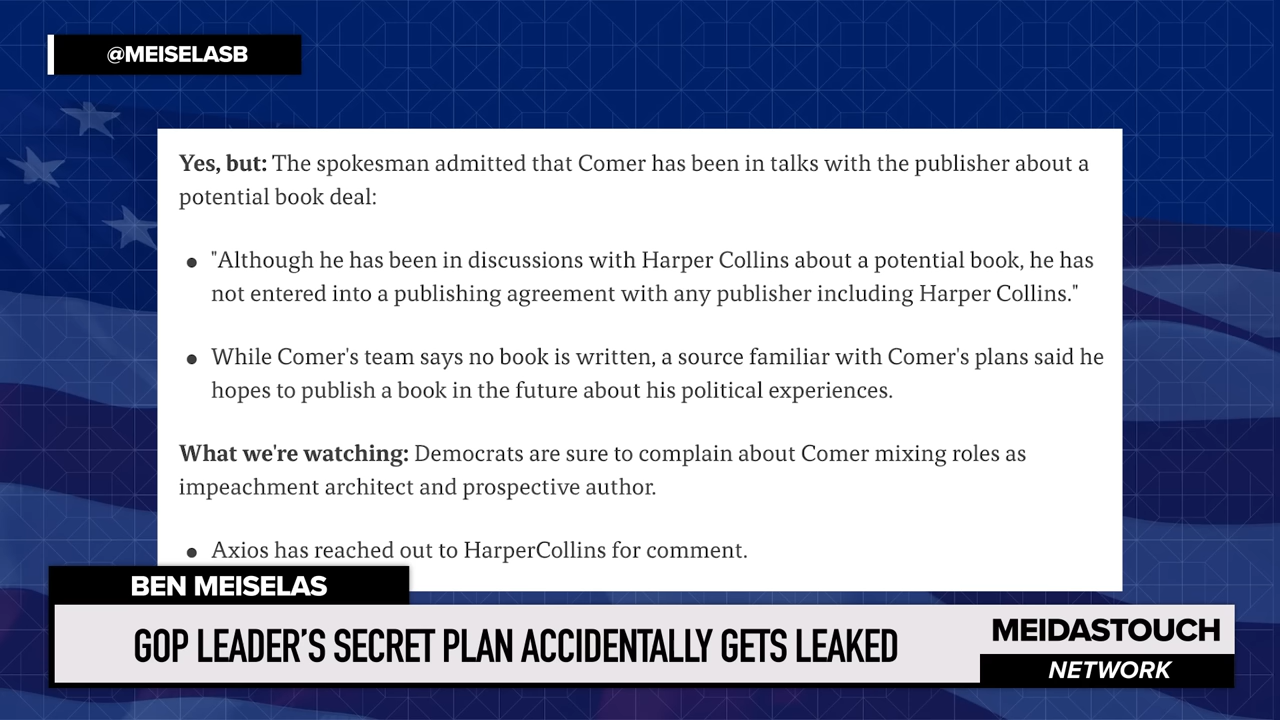 @MEISELASB
Yes, but: The spokesman admitted that Comer has been in talks with the publisher about a
potential book deal:
● "Although he has been in discussions with Harper Collins about a potential book, he has
not entered into a publishing agreement with any publisher including Harper Collins."
● While Comer's team says no book is written, a source familiar with Comer's plans said he
hopes to publish a book in the future about his political experiences.
What we're watching: Democrats are sure to complain about Comer mixing roles as
impeachment architect and prospective author.
● Axios has reached out to HarperCollins for comment.
BEN MEISELAS
GOP LEADER'S SECRET PLAN ACCIDENTALLY GETS LEAKED
MEIDASTOUCH
NETWORK